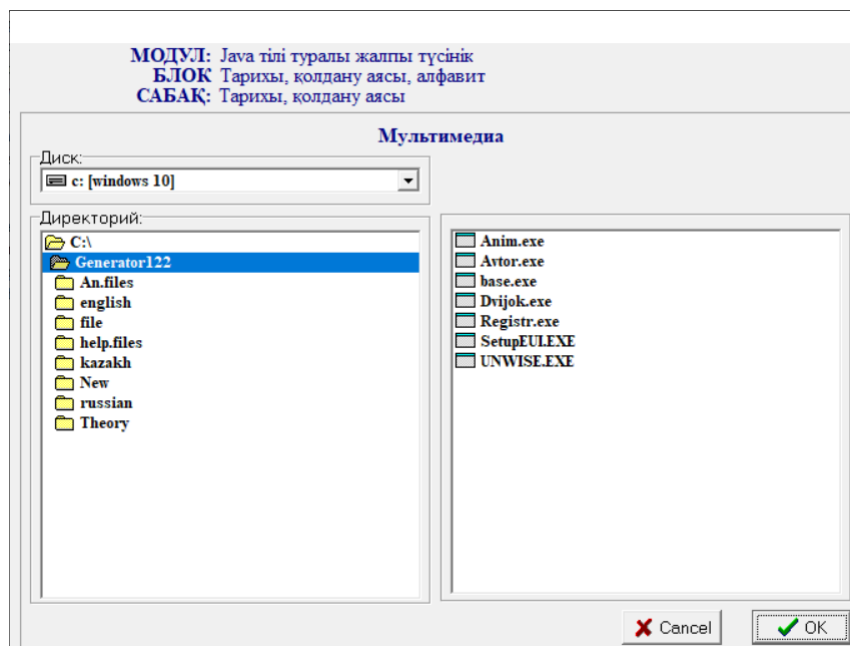 МОДУЛ: Java тілі туралы жалпы түсінік
БЛОК Тарихы, қолдану аясы, алфавит
САБАҚ: Тарихы, қолдану аясы
Мультимедиа
Диск:
c: [windows 10]
Директорий:
C:\
Generator122
An.files
english
file
help.files
kazakh
New
russian
Theory
Anim.exe
Avtor.exe
base.exe
Dvijok.exe
Registr.exe
SetupEUI.EXE
UNWISE.EXE
Cancel
OK